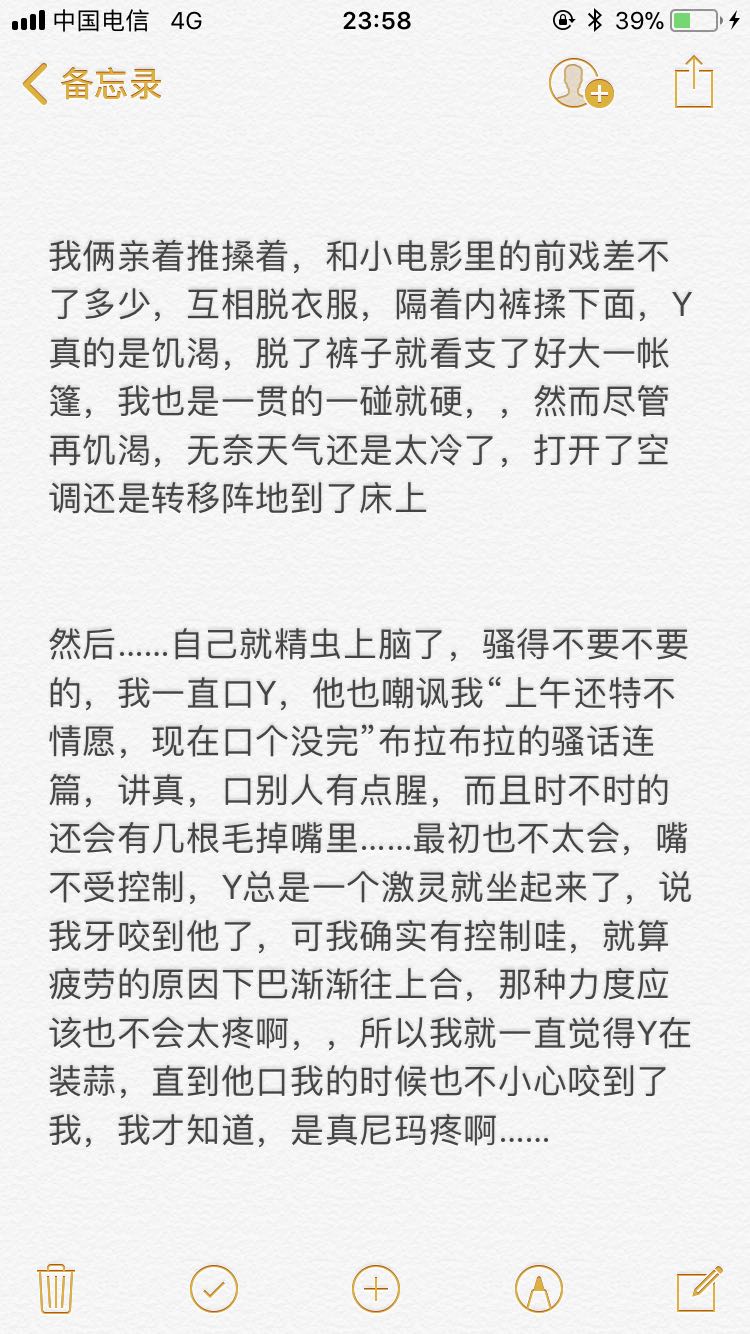 中国电信 4G 23:58 39%
备忘录
我俩亲着推搡着，和小电影里的前戏差不
了多少，互相脱衣服，隔着内裤揉下面，Y
真的是饥渴，脱了裤子就看支了好大一帐
篷，我也是一贯的一碰就硬，，然而尽管
再饥渴，无奈天气还是太冷了，打开了空
调还是转移阵地到了床上
然后……自己就精虫上脑了，骚得不要不要
的，我一直口Y，他也嘲讽我“上午还特不
情愿，现在口个没完”布拉布拉的骚话连
篇，讲真，口别人有点腥，而且时不时的
还会有几根毛掉嘴里……最初也不太会，嘴
不受控制，Y总是一个激灵就坐起来了，说
我牙咬到他了，可我确实有控制哇，就算
疲劳的原因下巴渐渐往上合，那种力度应
该也不会太疼啊，，所以我就一直觉得Y在
装蒜，直到他口我的时候也不小心咬到了
我，我才知道，是真尼玛疼啊……